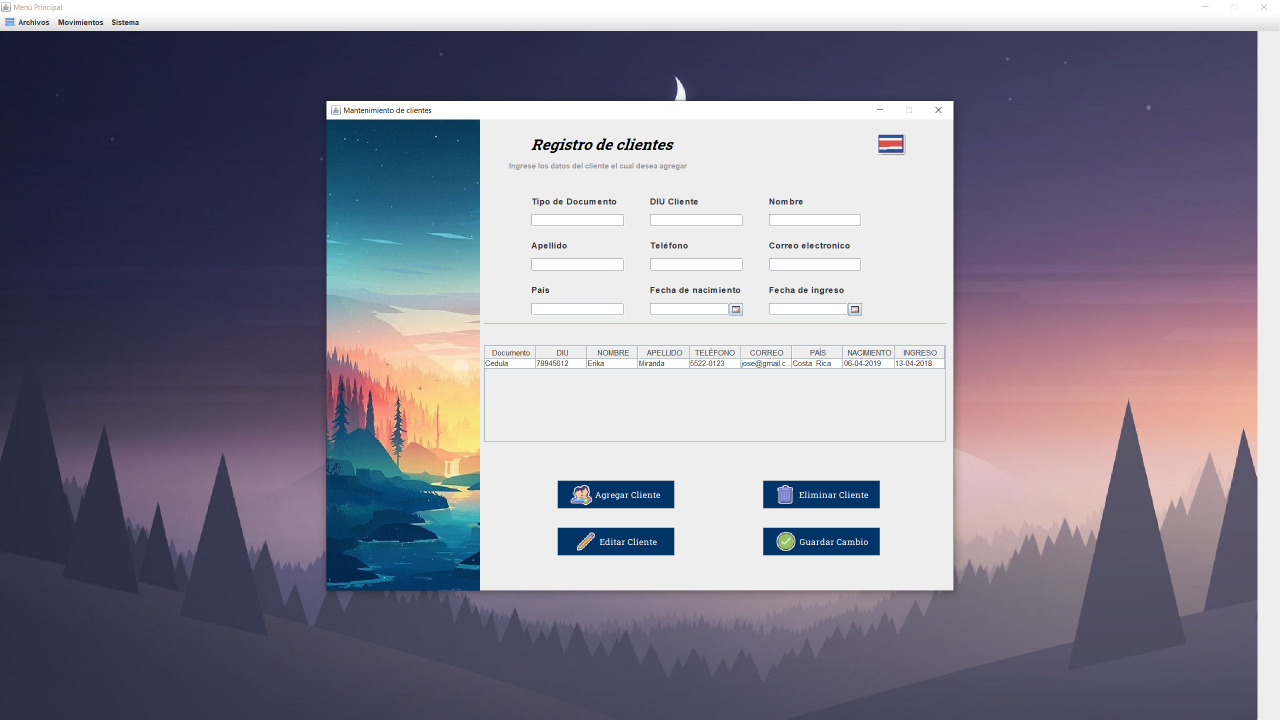 Menú Principal
Archivos Movimientos Sistema
Mantenimiento de clientes
Registro de clientes
Ingrese los datos del cliente el cual desea agregar
Tipo de Documento DIU Cliente Nombre
Apellido Teléfono Correo electronico
País Fecha de nacimiento Fecha de ingreso
Documento DIU NOMBRE APELLIDO TELÉFONO CORREO PAÍS NACIMIENTO INGRESO
Cedula 78945612 Erika Miranda 5522-0123 jose@gmail.c... Costa Rica 06-04-2019 13-04-2018
Agregar Cliente Eliminar Cliente
Editar Cliente Guardar Cambio